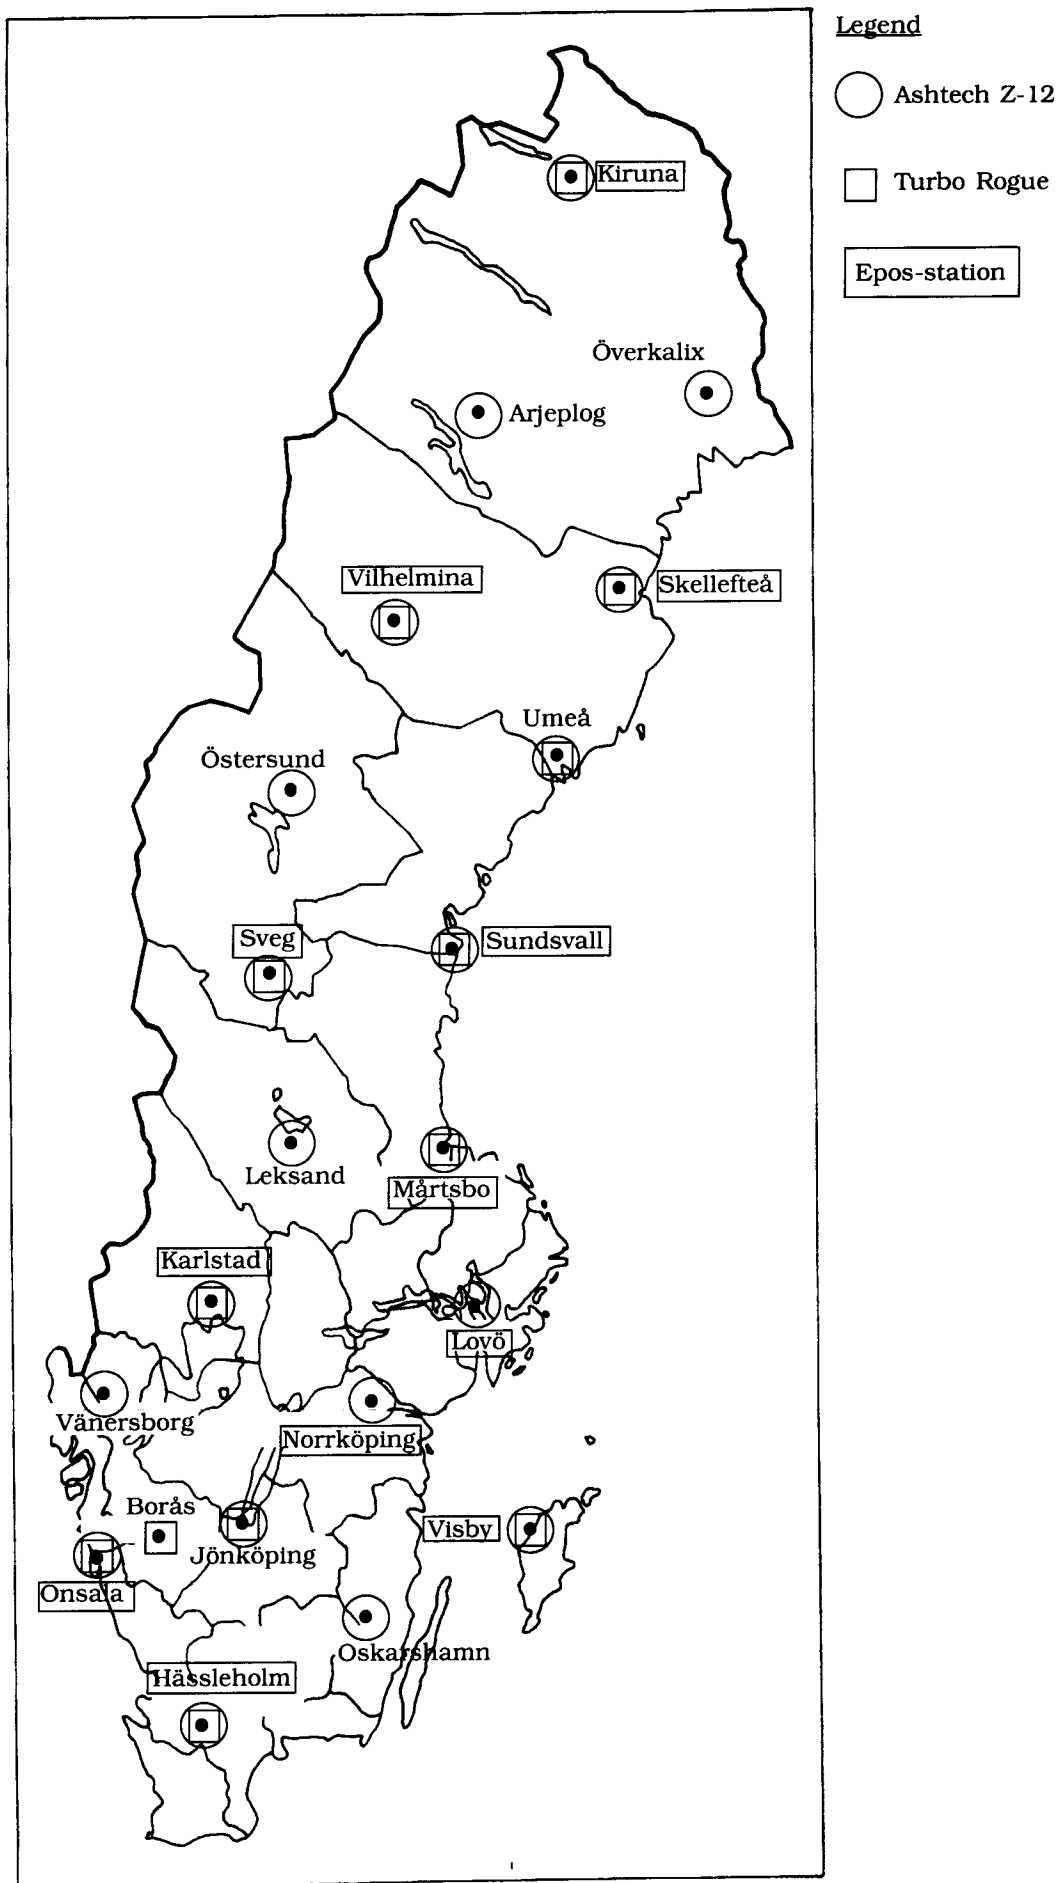 Legend
Ashtech Z-12
Turbo Rogue
Epos-station
Kiruna
Överkalix
Arjeplog
Vilhelmina
Skellefteå
Umeå
Östersund
Sveg
Sundsvall
Leksand
Mårtsbo
Karlstad
Lovö
Vänersborg
Norrköping
Borås
Visby
Jönköping
Onsala
Oskarshamn
Hässleholm